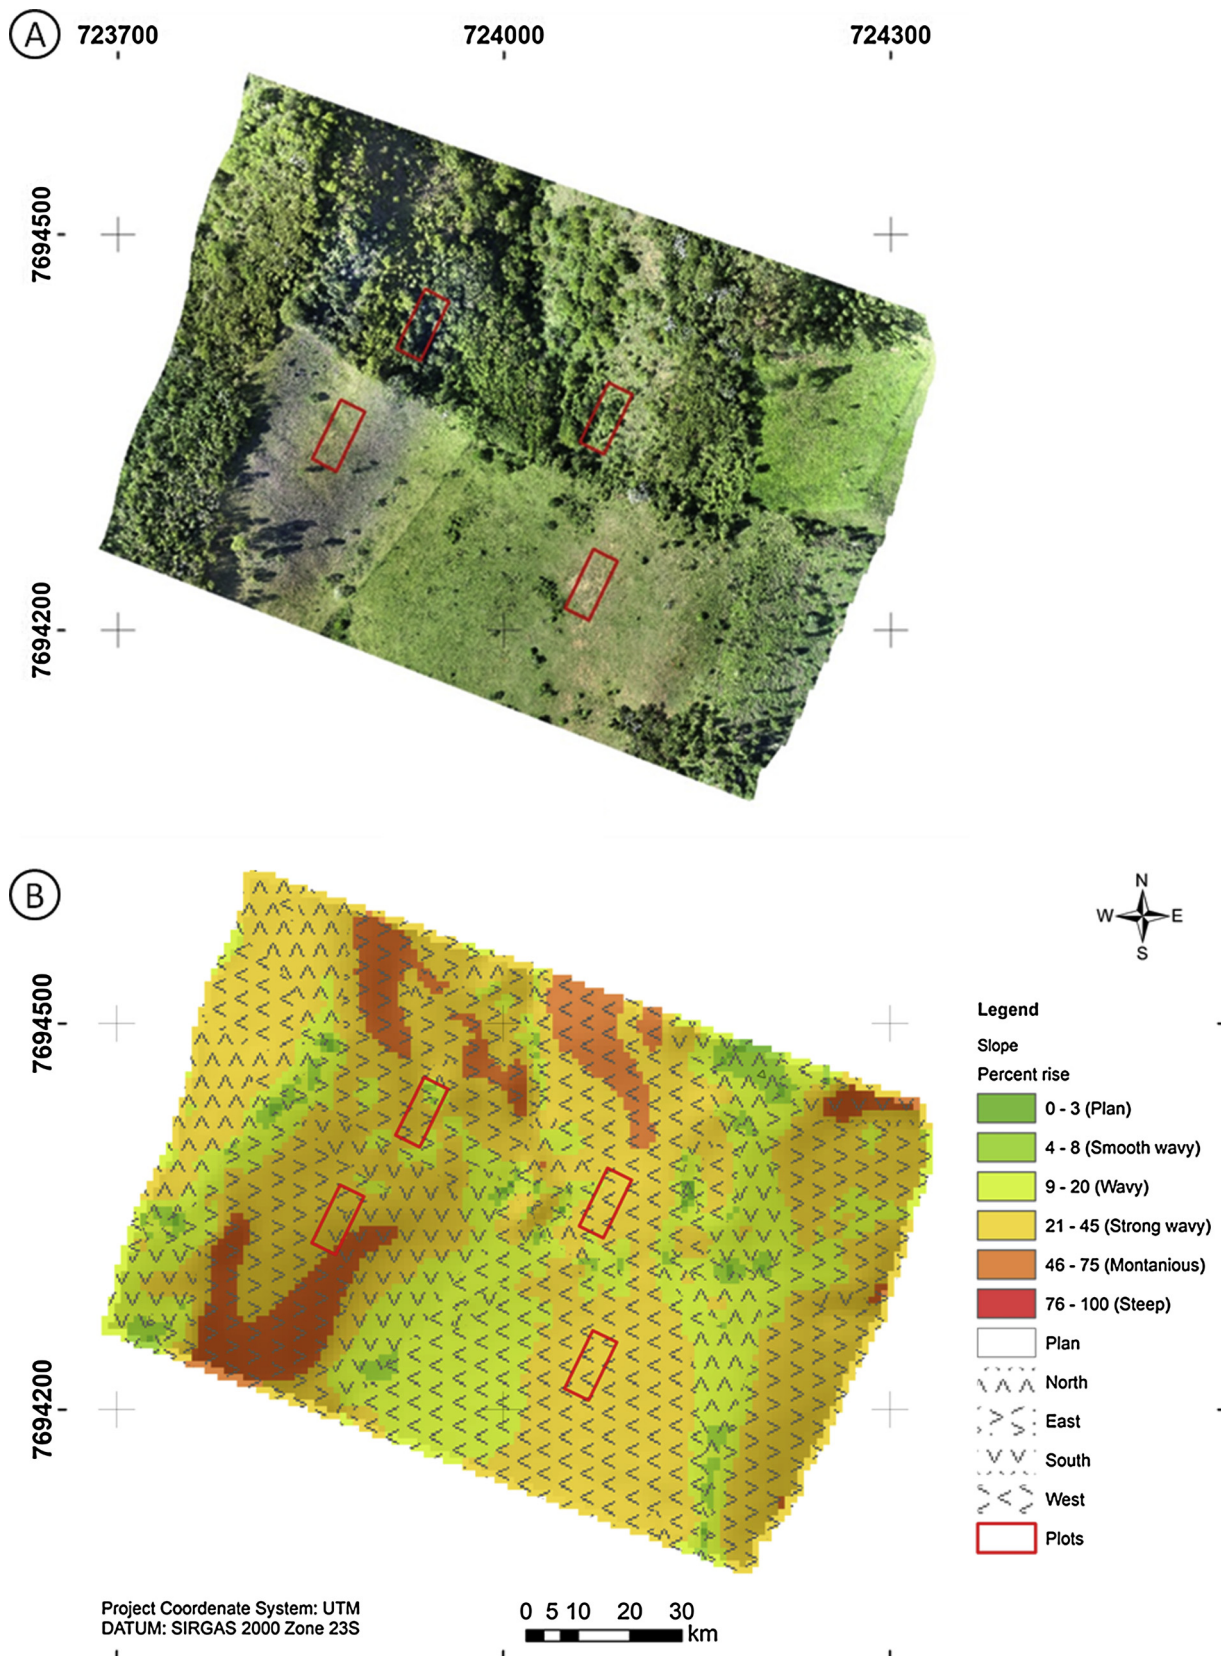 A
723700 724000 724300
7694500
7694200
B
N
W E
S
7694500
7694200
Legend
Slope
Percent rise
0 - 3 (Plan)
4 - 8 (Smooth wavy)
9 - 20 (Wavy)
21 - 45 (Strong wavy)
46 - 75 (Montanious)
76 - 100 (Steep)
Plan
North
East
South
West
Plots
Project Coordenate System: UTM
DATUM: SIRGAS 2000 Zone 23S
0 5 10 20 30
km